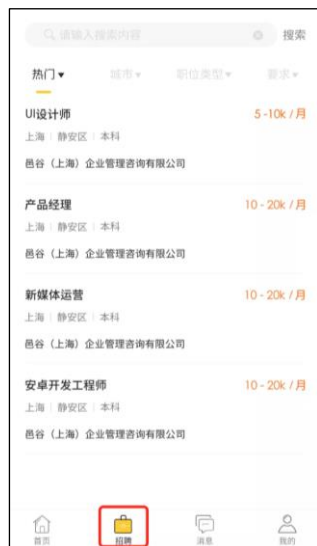 请输入搜索内容 搜索
热门▾ 城市▾ 职位类型▾ 要求▾
UI设计师 5-10k/月
上海 | 静安区 | 本科
邑谷（上海）企业管理咨询有限公司
产品经理 10-20k/月
上海 | 静安区 | 本科
邑谷（上海）企业管理咨询有限公司
新媒体运营 10-20k/月
上海 | 静安区 | 本科
邑谷（上海）企业管理咨询有限公司
安卓开发工程师 10-20k/月
上海 | 静安区 | 本科
邑谷（上海）企业管理咨询有限公司
首页 招聘 消息 我的